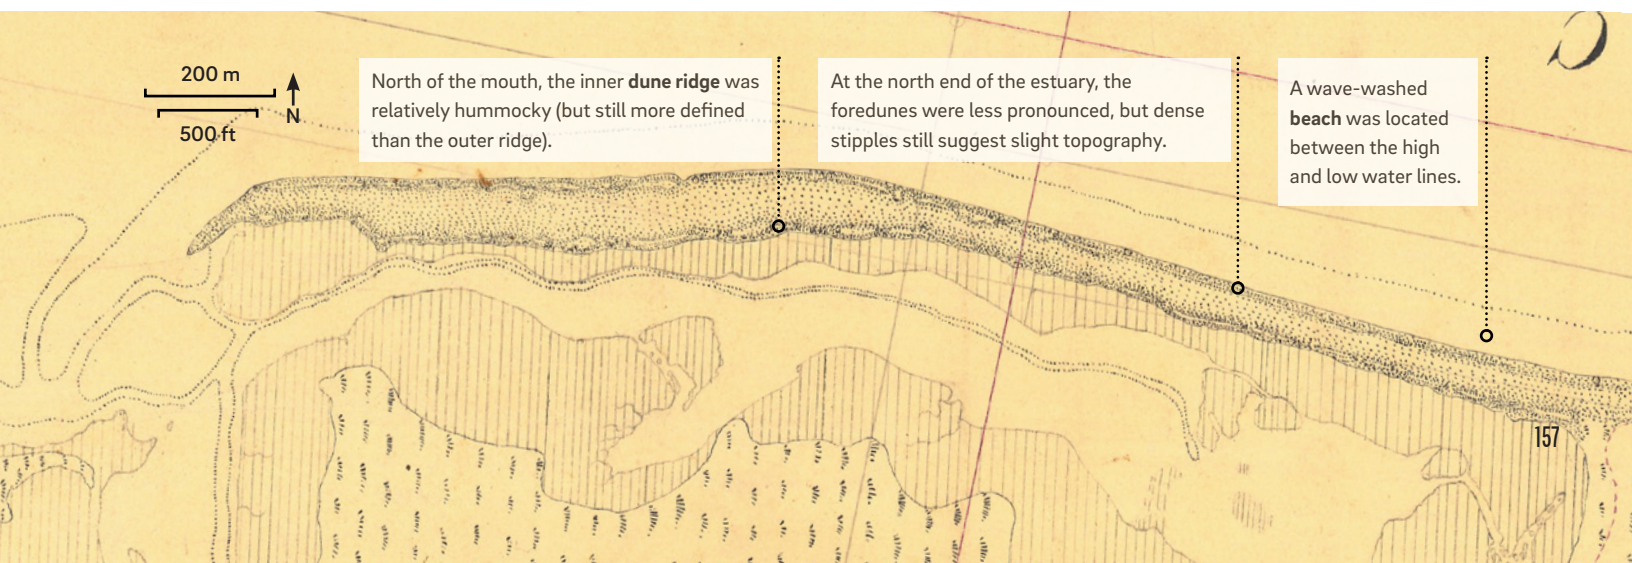 200 m
N
500 ft
North of the mouth, the inner dune ridge was
relatively hummocky (but still more defined
than the outer ridge).
At the north end of the estuary, the
foredunes were less pronounced, but dense
stipples still suggest slight topography.
A wave-washed
beach was located
between the high
and low water lines.
157